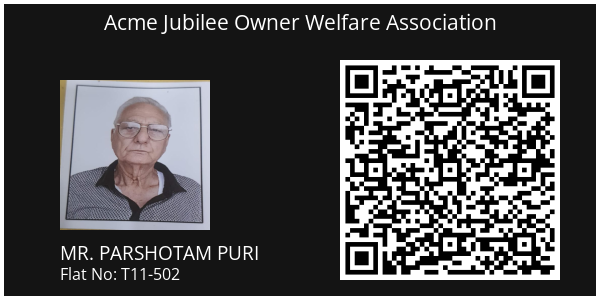 Acme Jubilee Owner Welfare Association
MR. PARSHOTAM PURI
Flat No: T11-502